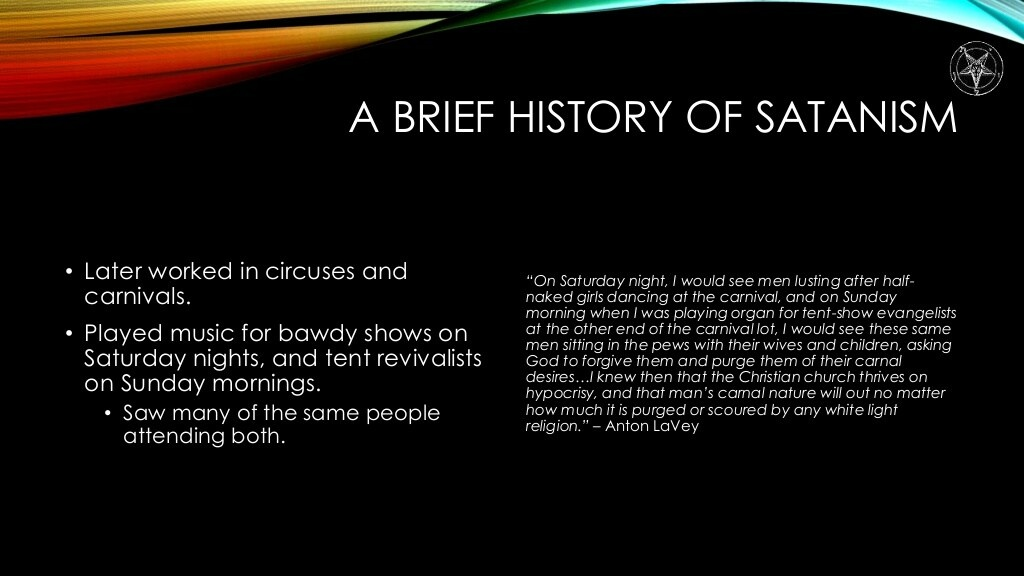 A BRIEF HISTORY OF SATANISM
• Later worked in circuses and
carnivals.
• Played music for bawdy shows on
Saturday nights, and tent revivalists
on Sunday mornings.
• Saw many of the same people
attending both.
“On Saturday night, I would see men lusting after half-
naked girls dancing at the carnival, and on Sunday
morning when I was playing organ for tent-show evangelists
at the other end of the carnival lot, I would see these same
men sitting in the pews with their wives and children, asking
God to forgive them and purge them of their carnal
desires…I knew then that the Christian church thrives on
hypocrisy, and that man’s carnal nature will out no matter
how much it is purged or scoured by any white light
religion.” – Anton LaVey